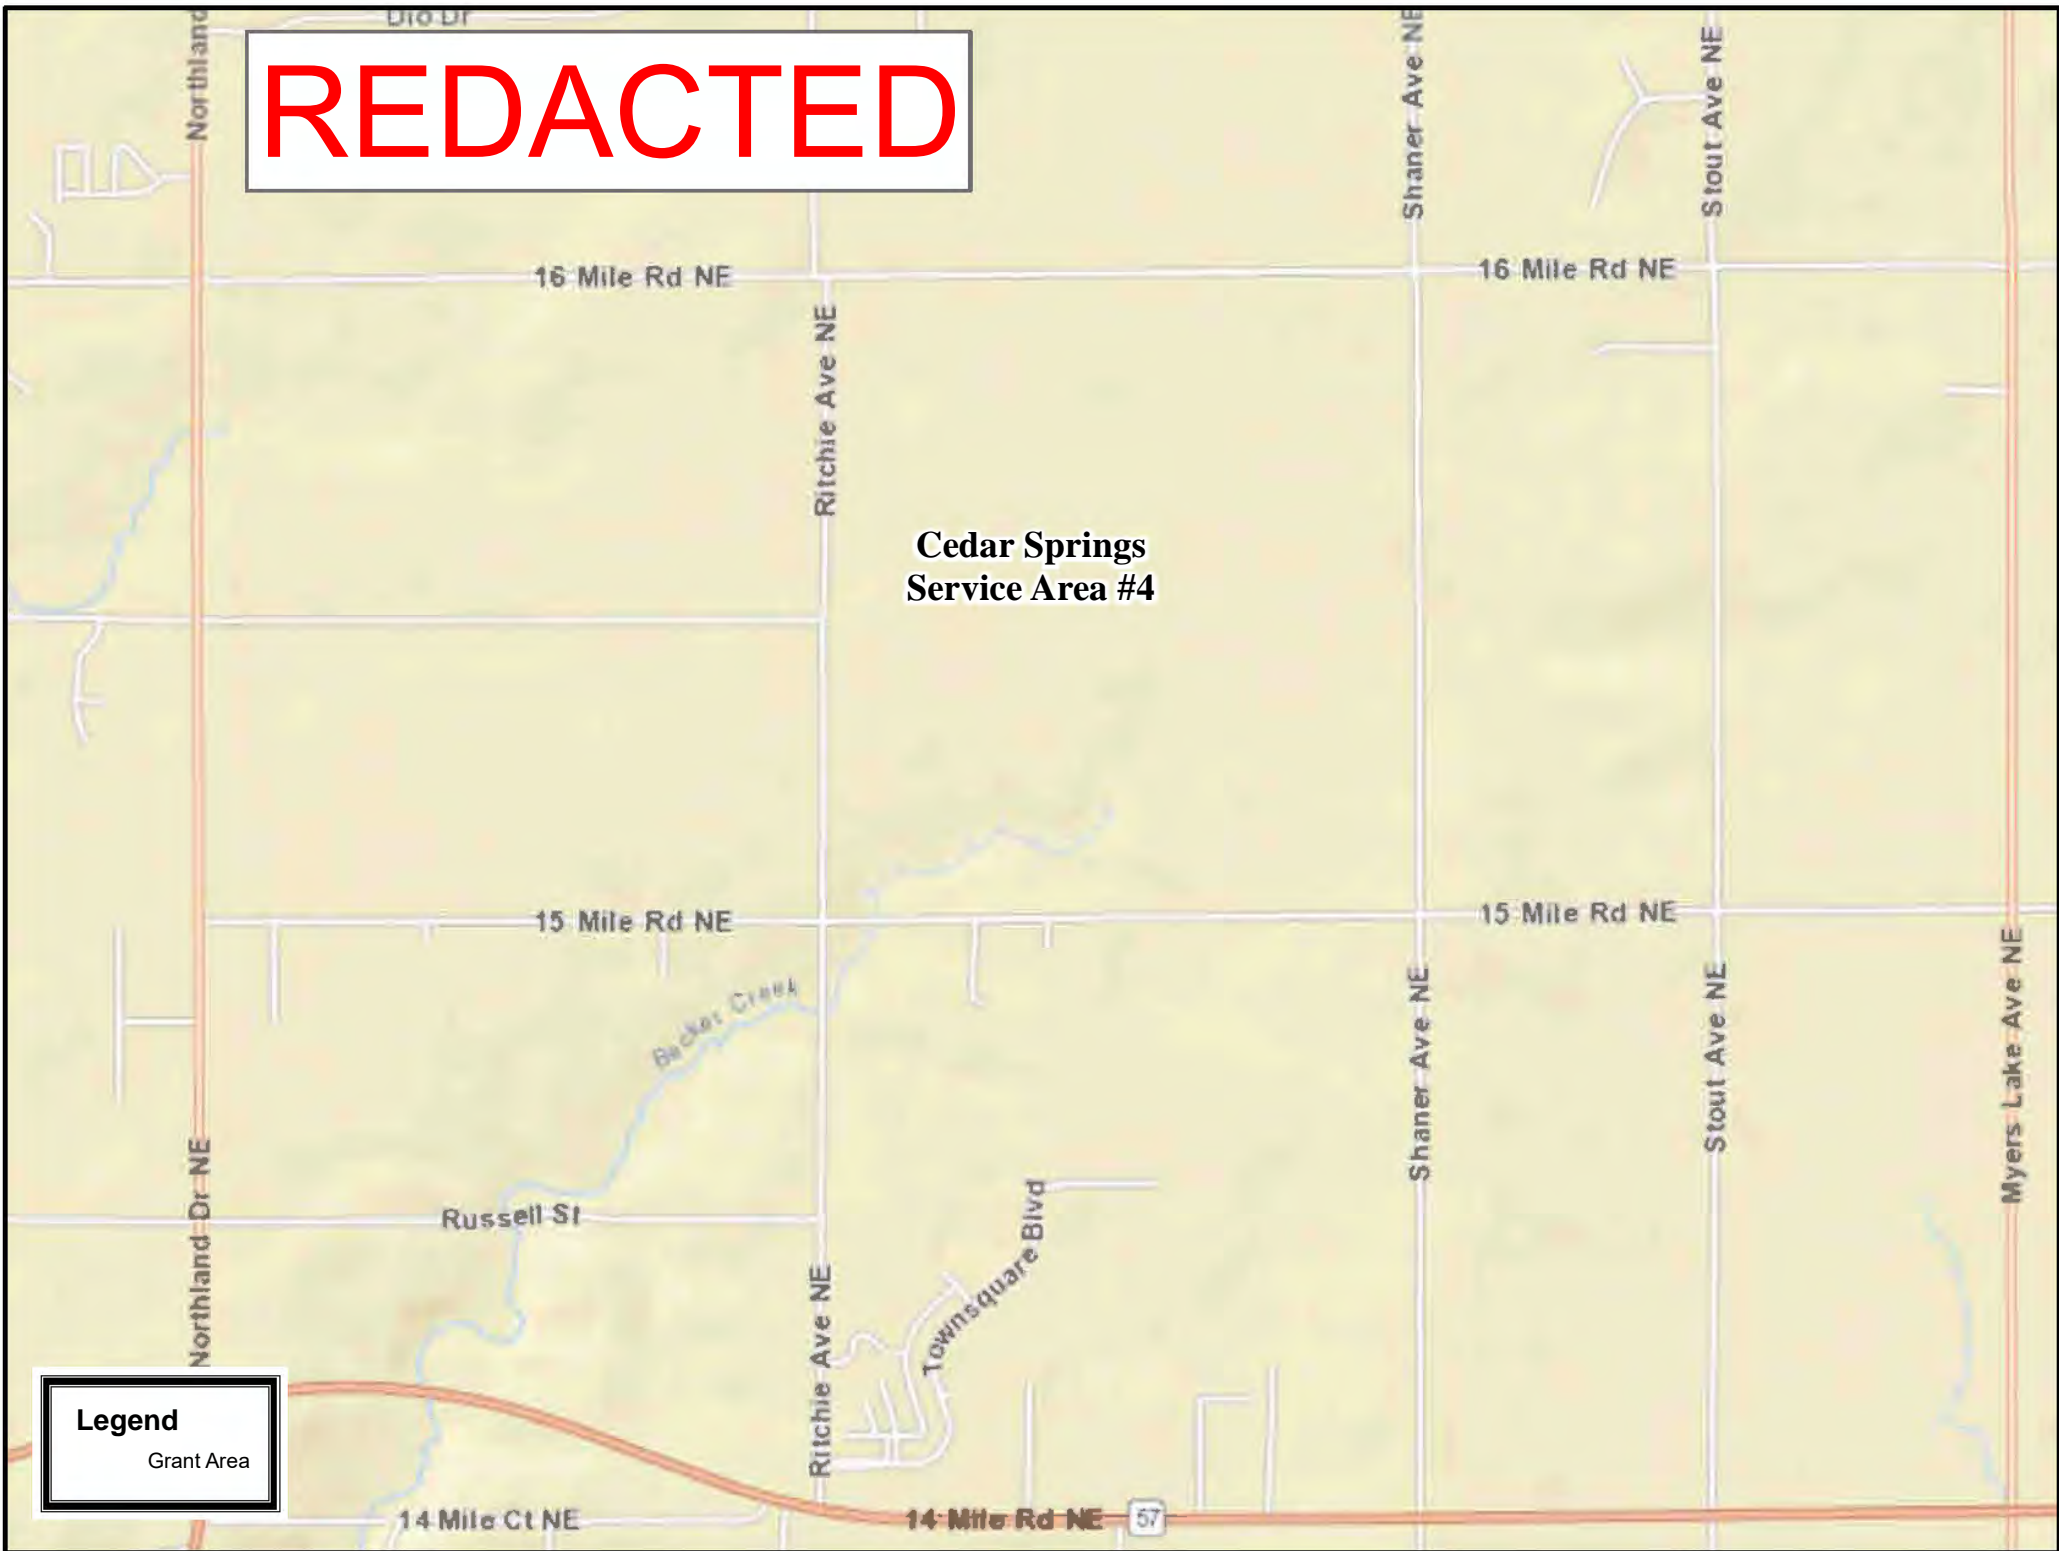 Dio Dr
Northland
REDACTED
Shaner Ave NE
Stout Ave NE
16 Mile Rd NE
16 Mile Rd NE
Ritchie Ave NE
Cedar Springs
Service Area #4
15 Mile Rd NE
15 Mile Rd NE
Creek
Shaner Ave NE
Stout Ave NE
Myers Lake Ave NE
Northland Dr NE
Russell St
Townsquare Blvd
Ritchie Ave NE
Legend
Grant Area
14 Mile Ct NE
14 Mile Rd NE
57